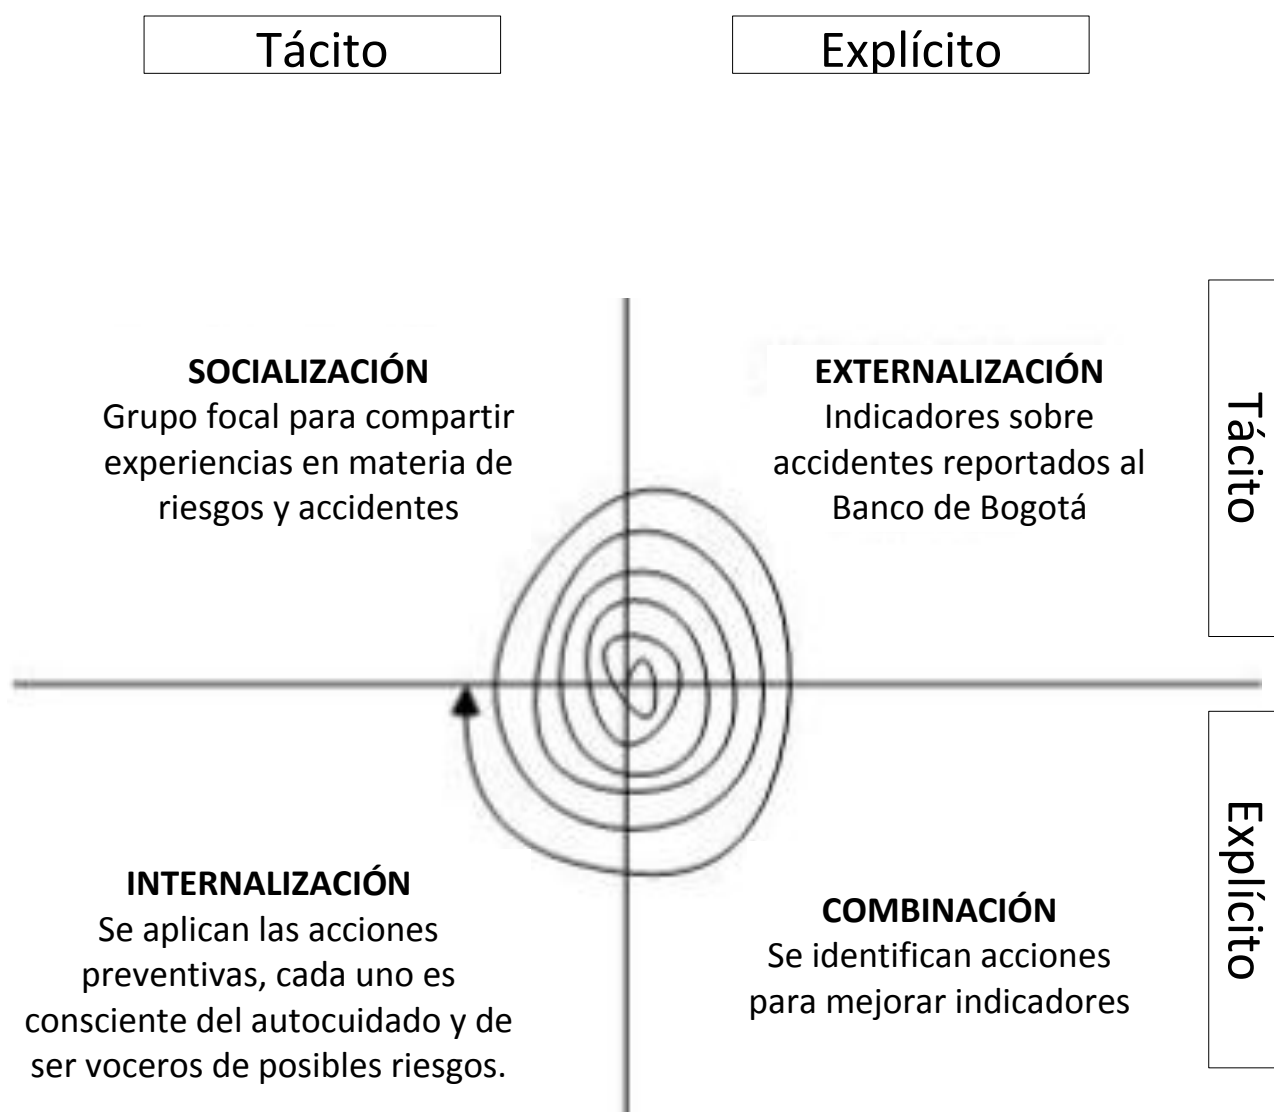 Tácito
Explícito
SOCIALIZACIÓN
Grupo focal para compartir
experiencias en materia de
riesgos y accidentes
EXTERNALIZACIÓN
Indicadores sobre
accidentes reportados al
Banco de Bogotá
Tácito
INTERNALIZACIÓN
Se aplican las acciones
preventivas, cada uno es
consciente del autocuidado y de
ser voceros de posibles riesgos.
COMBINACIÓN
Se identifican acciones
para mejorar indicadores
Explícito